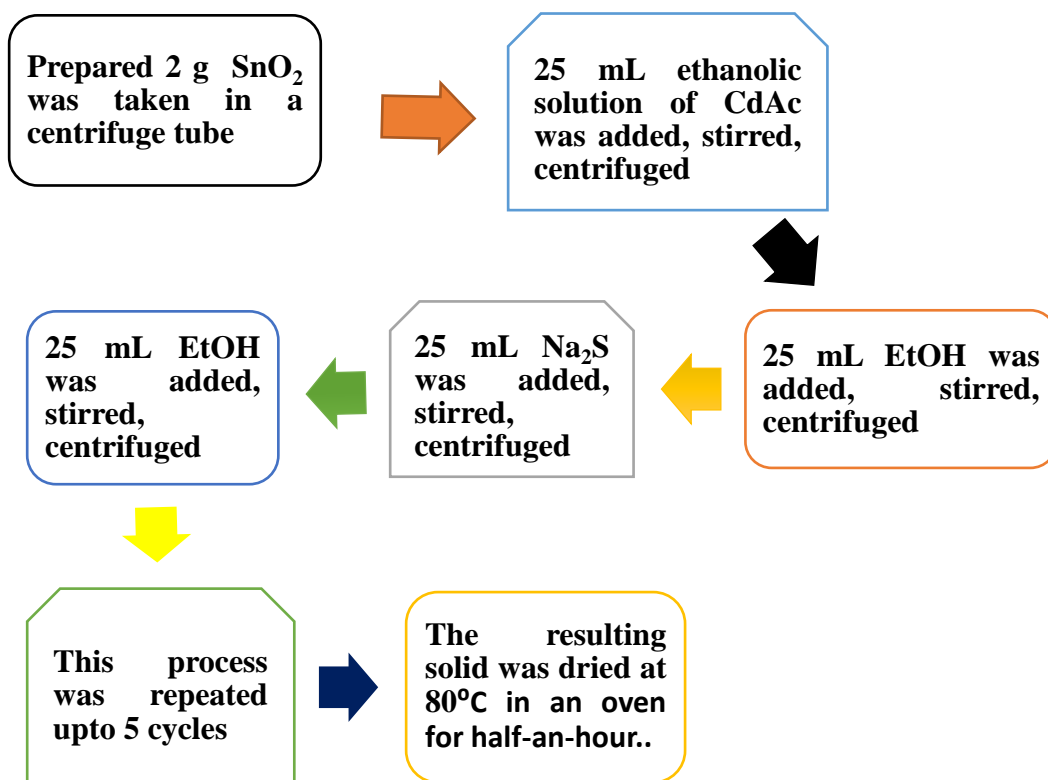 Prepared 2 g SnO₂
was taken in a
centrifuge tube
25 mL ethanolic
solution of CdAc
was added, stirred,
centrifuged
25 mL EtOH was
added, stirred,
centrifuged
25 mL Na₂S
was added,
stirred,
centrifuged
25 mL EtOH
was added,
stirred,
centrifuged
This process
was repeated
upto 5 cycles
The resulting
solid was dried at
80⁰C in an oven
for half-an-hour..